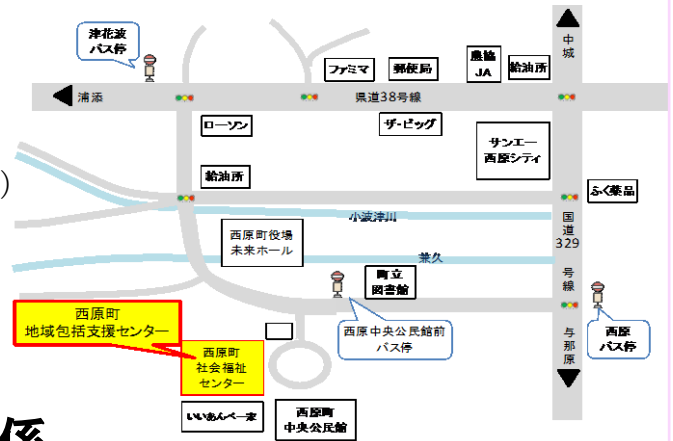 津花波
バス停
中
城
ファミマ
郵便局
農協
JA
給油所
浦添
県道38号線
ローソン
ザ・ビッグ
サンエー
西原シティ
給油所
)
ふく薬品
小波津川
国
道
329
号
線
西原町役場
未来ホール
兼久
町立
図書館
西原町
地域包括支援センター
西原中央公民館前
バス停
西原
バス停
与
那
原
西原町
社会福祉
センター
いいあんべー家
西原町
中央公民館
係